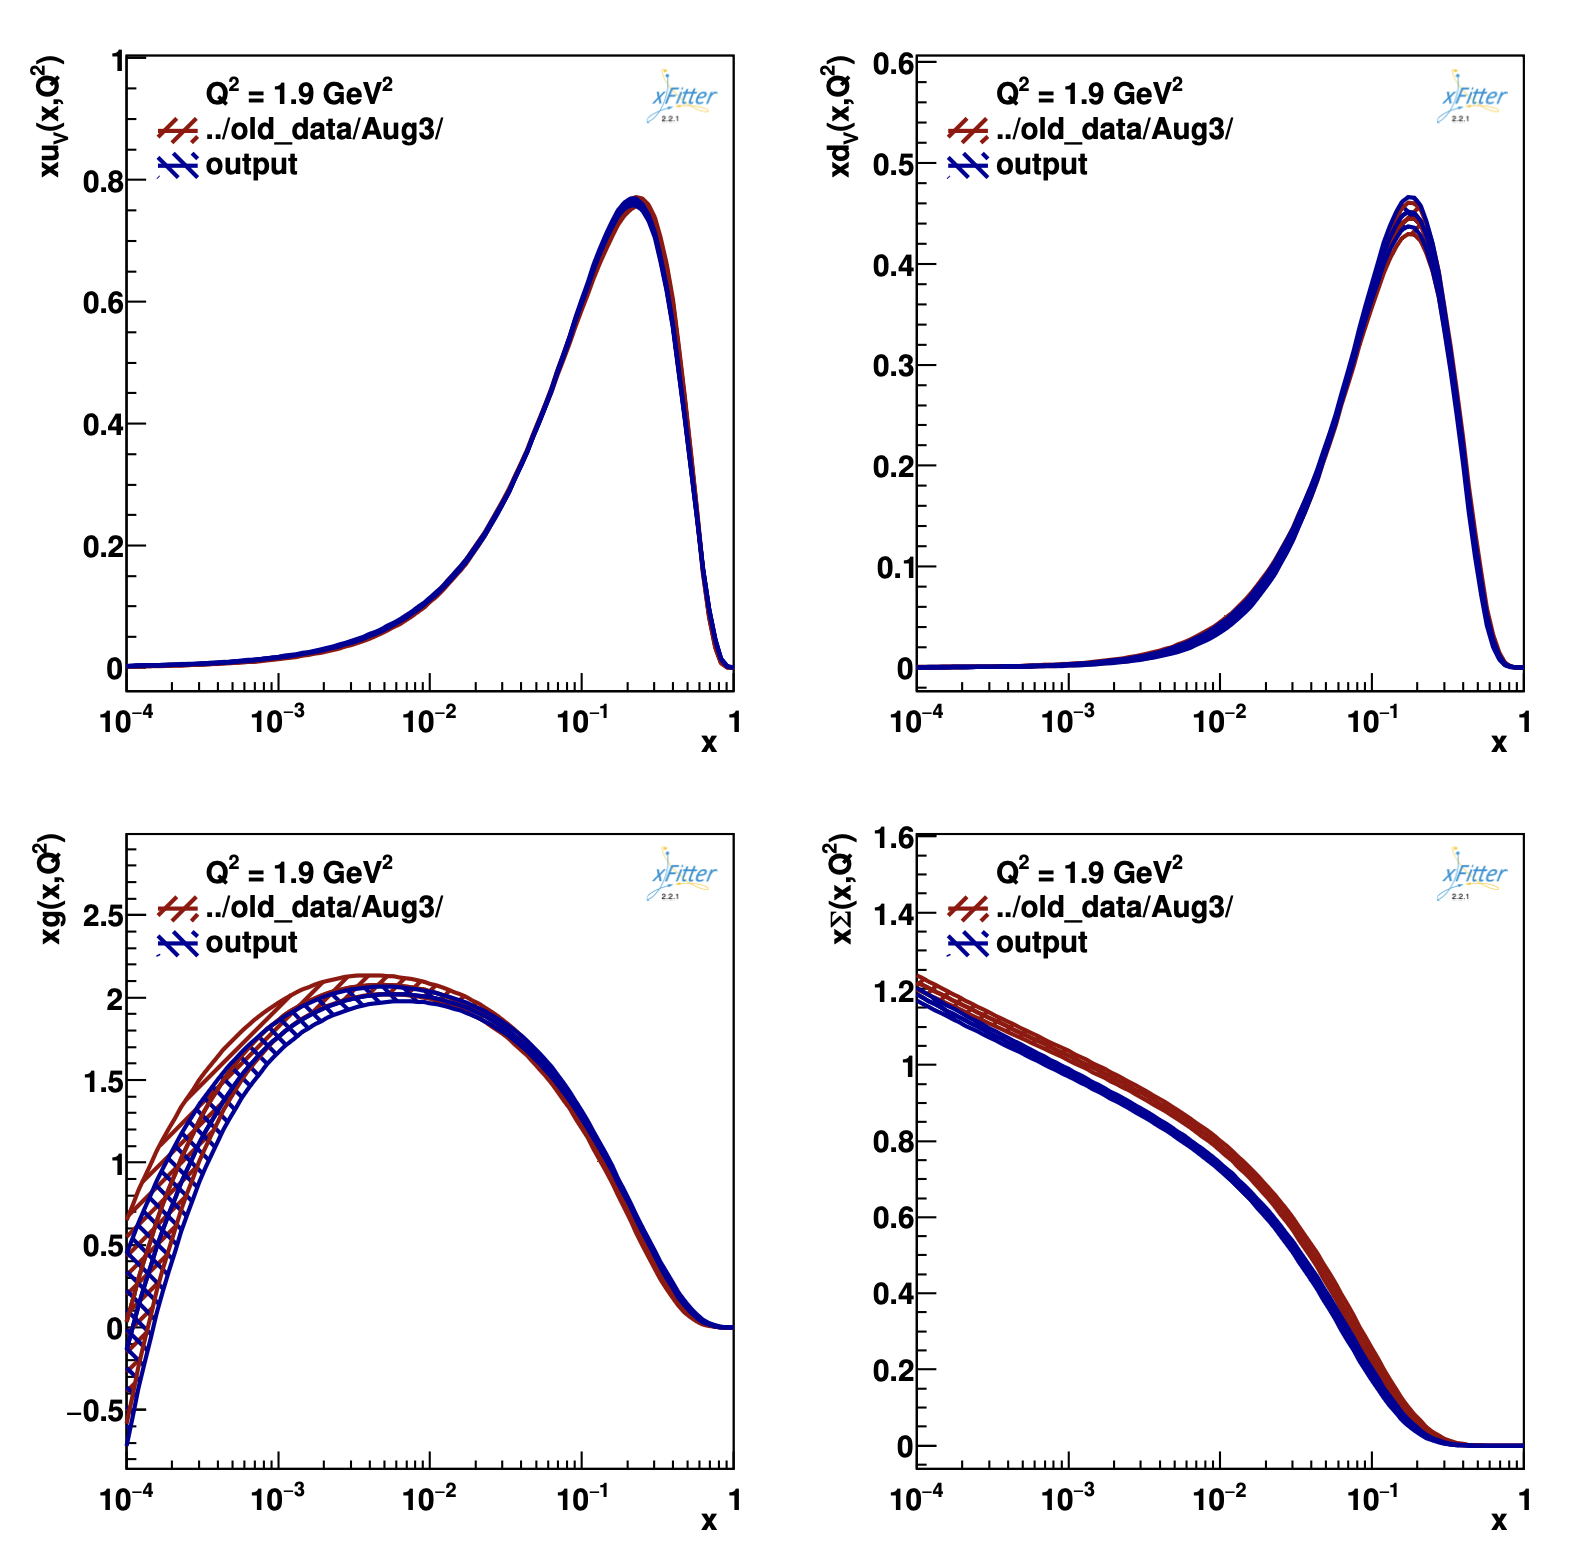 xu_V(x,Q²)
Q² = 1.9 GeV²
../old_data/Aug3/
output
xFitter
2.2.1
1
0.8
0.6
0.4
0.2
0
10⁻⁴ 10⁻³ 10⁻² 10⁻¹ 1
x
xd_V(x,Q²)
Q² = 1.9 GeV²
../old_data/Aug3/
output
xFitter
2.2.1
0.6
0.5
0.4
0.3
0.2
0.1
0
10⁻⁴ 10⁻³ 10⁻² 10⁻¹ 1
x
xg(x,Q²)
Q² = 1.9 GeV²
../old_data/Aug3/
output
xFitter
2.2.1
2.5
2
1.5
1
0.5
0
−0.5
10⁻⁴ 10⁻³ 10⁻² 10⁻¹ 1
x
xΣ(x,Q²)
Q² = 1.9 GeV²
../old_data/Aug3/
output
xFitter
2.2.1
1.6
1.4
1.2
1
0.8
0.6
0.4
0.2
0
10⁻⁴ 10⁻³ 10⁻² 10⁻¹ 1
x